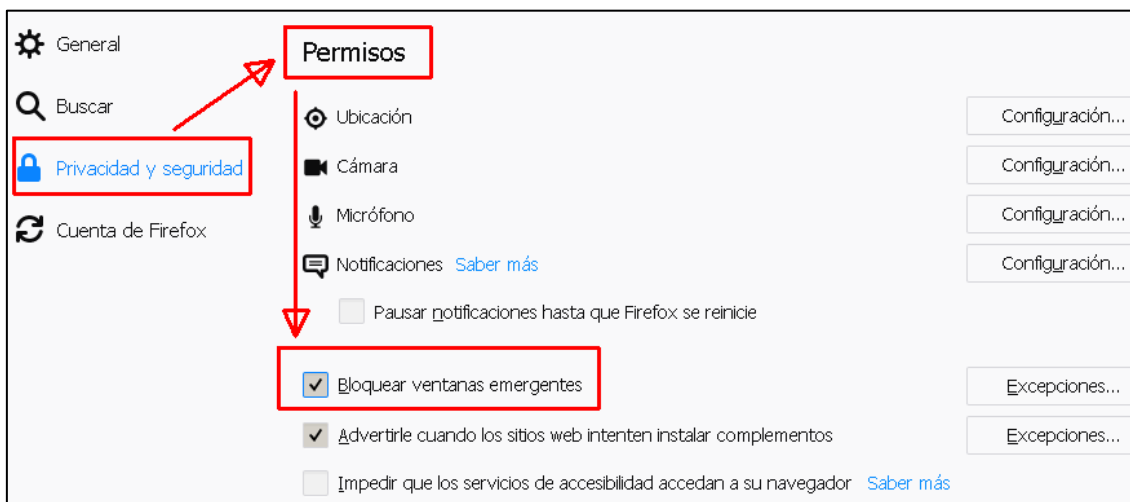 General
Buscar
Privacidad y seguridad
Cuenta de Firefox
Permisos
Ubicación Configuración...
Cámara Configuración...
Micrófono Configuración...
Notificaciones Saber más Configuración...
Pausar notificaciones hasta que Firefox se reinicie
Bloquear ventanas emergentes Excepciones...
Advertirle cuando los sitios web intenten instalar complementos Excepciones...
Impedir que los servicios de accesibilidad accedan a su navegador Saber más